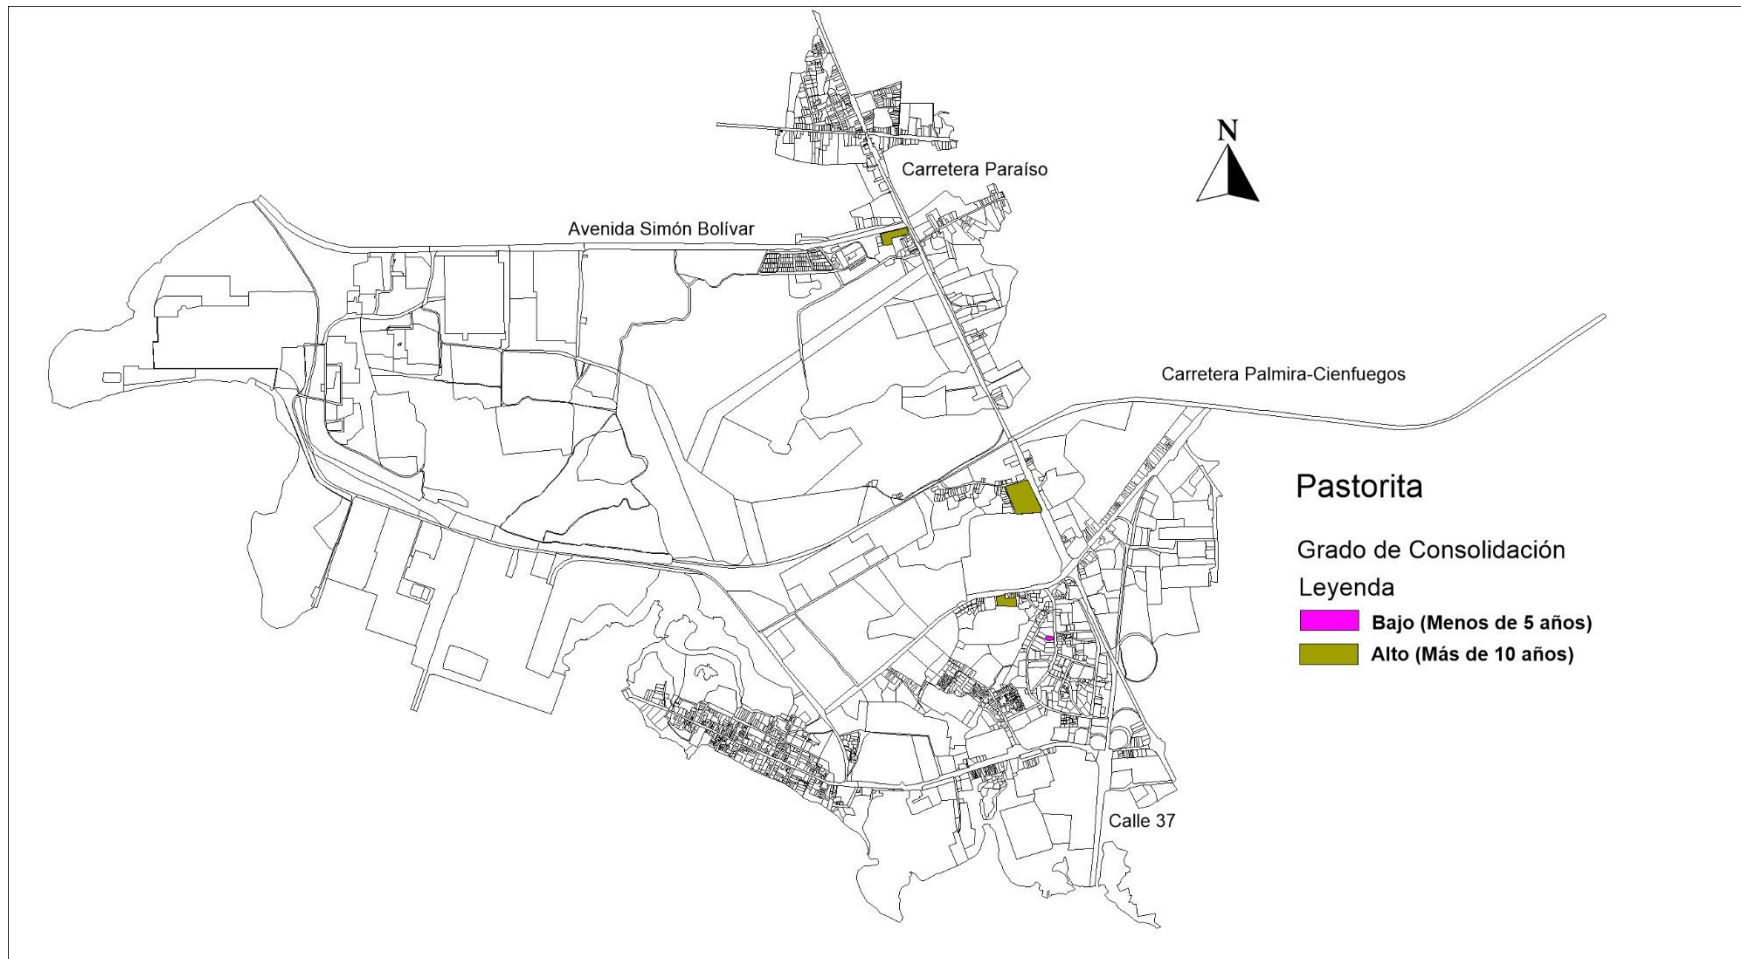 N
Carretera Paraíso
Avenida Simón Bolívar
Carretera Palmira-Cienfuegos
Pastorita
Grado de Consolidación
Leyenda
Bajo (Menos de 5 años)
Alto (Más de 10 años)
Calle 37